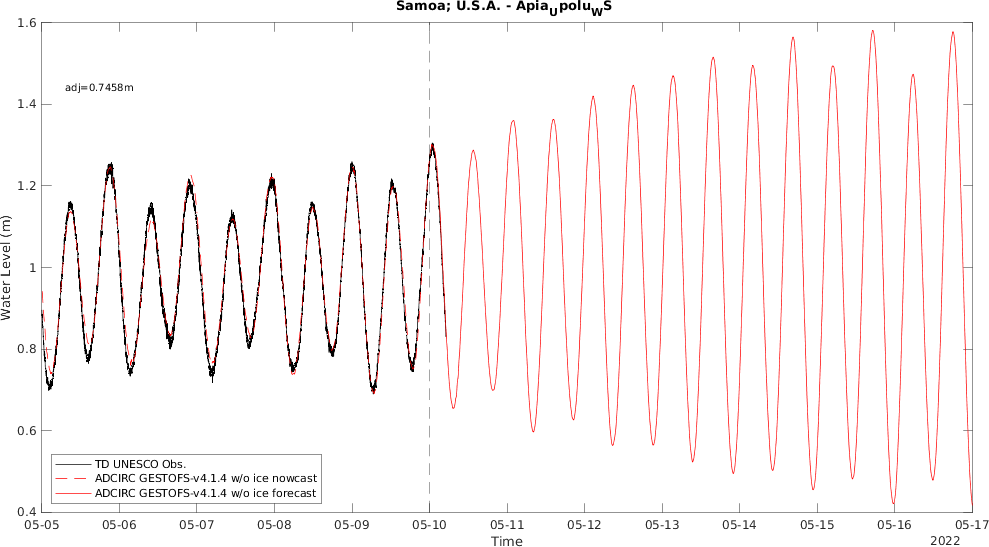 Samoa; U.S.A. - ApiaUpoluWS
1.6
adj=0.7458m
1.4
1.2
1
0.8
0.6
0.4
Water Level (m)
TD UNESCO Obs.
ADCIRC GESTOFS-v4.1.4 w/o ice nowcast
ADCIRC GESTOFS-v4.1.4 w/o ice forecast
05-05 05-06 05-07 05-08 05-09 05-10 05-11 05-12 05-13 05-14 05-15 05-16 05-17
Time
2022